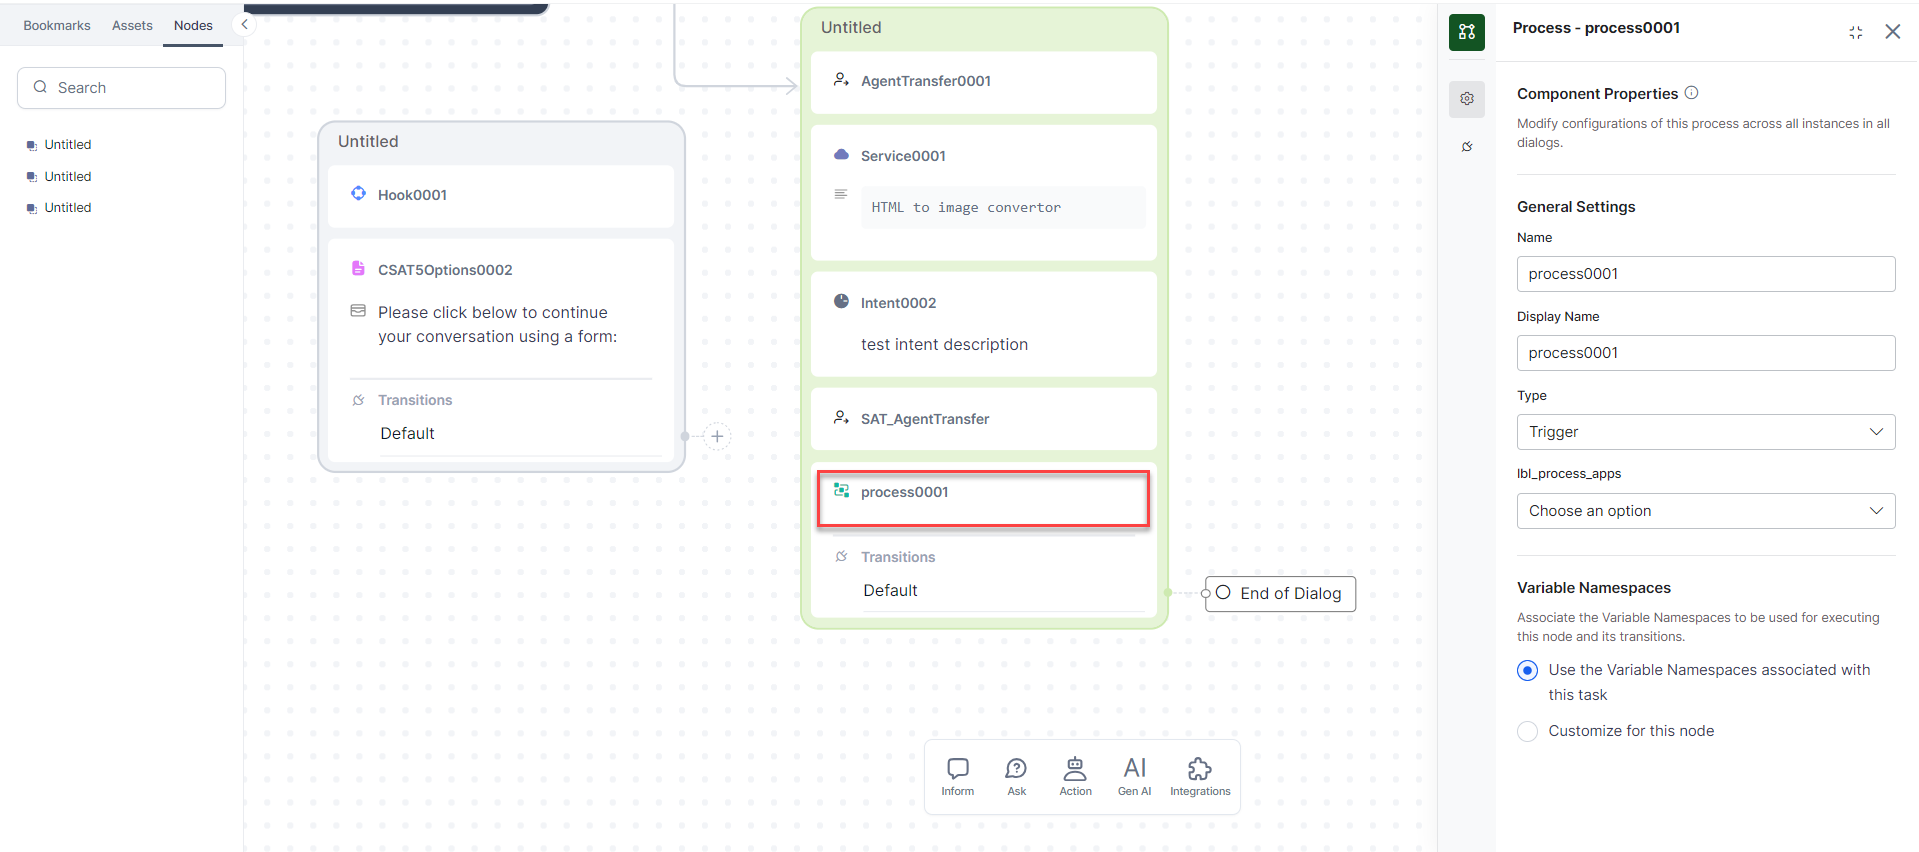 Bookmarks Assets Nodes
Search
Untitled
Untitled
Untitled
Untitled
Hook0001
CSAT5Options0002
Please click below to continue
your conversation using a form:
Transitions
Default
Untitled
AgentTransfer0001
Service0001
HTML to image convertor
Intent0002
test intent description
SAT_AgentTransfer
process0001
Transitions
Default
End of Dialog
Inform Ask Action Gen AI Integrations
AI
Process - process0001
Component Properties
Modify configurations of this process across all instances in all
dialogs.
General Settings
Name
process0001
Display Name
process0001
Type
Trigger
lbl_process_apps
Choose an option
Variable Namespaces
Associate the Variable Namespaces to be used for executing
this node and its transitions.
Use the Variable Namespaces associated with
this task
Customize for this node